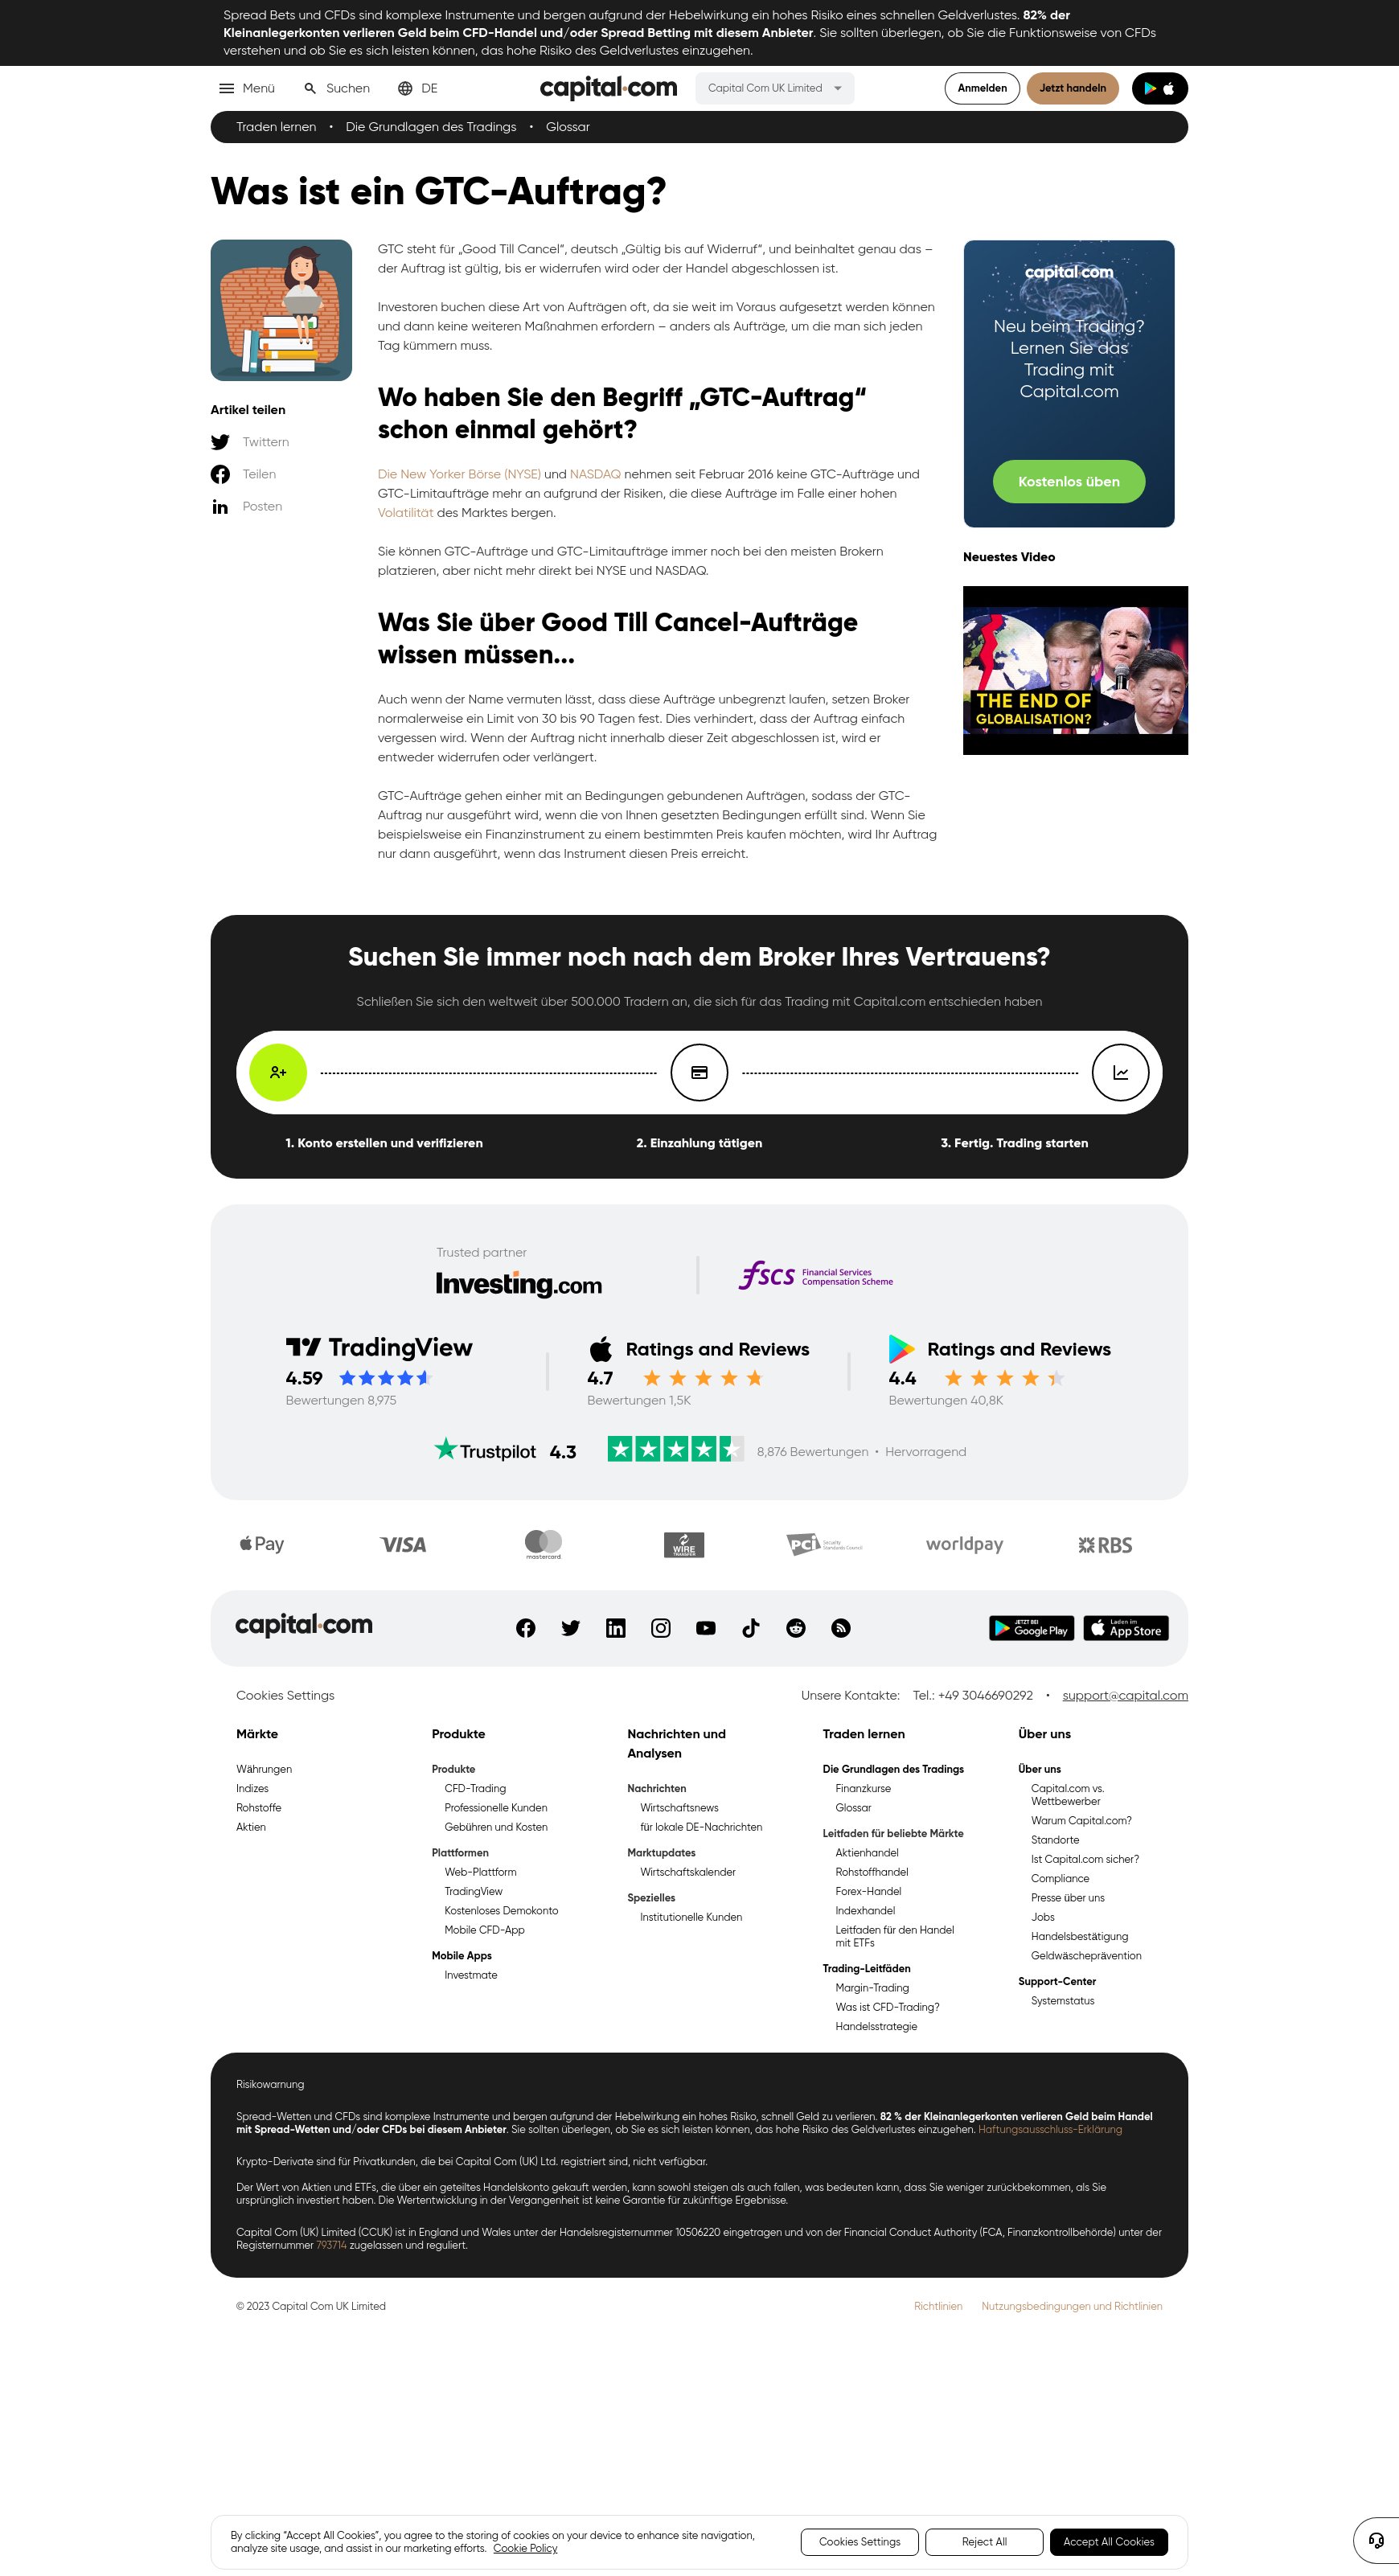 Spread Bets und CFDs sind komplexe Instrumente und bergen aufgrund der Hebelwirkung ein hohes Risiko eines schnellen Geldverlustes. 82% der
Kleinanlegerkonten verlieren Geld beim CFD-Handel und/oder Spread Betting mit diesem Anbieter. Sie sollten überlegen, ob Sie die Funktionsweise von CFDs
verstehen und ob Sie es sich leisten können, das hohe Risiko des Geldverlustes einzugehen.
Menü
Suchen
DE
capital.com
Capital Com UK Limited
Anmelden
Jetzt handeln
Traden lernen • Die Grundlagen des Tradings • Glossar
Was ist ein GTC-Auftrag?
Artikel teilen
Twittern
Teilen
Posten
GTC steht für „Good Till Cancel“, deutsch „Gültig bis auf Widerruf“, und beinhaltet genau das –
der Auftrag ist gültig, bis er widerrufen wird oder der Handel abgeschlossen ist.
Investoren buchen diese Art von Aufträgen oft, da sie weit im Voraus aufgesetzt werden können
und dann keine weiteren Maßnahmen erfordern – anders als Aufträge, um die man sich jeden
Tag kümmern muss.
Wo haben Sie den Begriff „GTC-Auftrag“
schon einmal gehört?
Die New Yorker Börse (NYSE) und NASDAQ nehmen seit Februar 2016 keine GTC-Aufträge und
GTC-Limitaufträge mehr an aufgrund der Risiken, die diese Aufträge im Falle einer hohen
Volatilität des Marktes bergen.
Sie können GTC-Aufträge und GTC-Limitaufträge immer noch bei den meisten Brokern
platzieren, aber nicht mehr direkt bei NYSE und NASDAQ.
Was Sie über Good Till Cancel-Aufträge
wissen müssen...
Auch wenn der Name vermuten lässt, dass diese Aufträge unbegrenzt laufen, setzen Broker
normalerweise ein Limit von 30 bis 90 Tagen fest. Dies verhindert, dass der Auftrag einfach
vergessen wird. Wenn der Auftrag nicht innerhalb dieser Zeit abgeschlossen ist, wird er
entweder widerrufen oder verlängert.
GTC-Aufträge gehen einher mit an Bedingungen gebundenen Aufträgen, sodass der GTC-
Auftrag nur ausgeführt wird, wenn die von Ihnen gesetzten Bedingungen erfüllt sind. Wenn Sie
beispielsweise ein Finanzinstrument zu einem bestimmten Preis kaufen möchten, wird Ihr Auftrag
nur dann ausgeführt, wenn das Instrument diesen Preis erreicht.
capital.com
Neu beim Trading?
Lernen Sie das
Trading mit
Capital.com
Kostenlos üben
Neuestes Video
THE END OF
GLOBALISATION?
Suchen Sie immer noch nach dem Broker Ihres Vertrauens?
Schließen Sie sich den weltweit über 500.000 Tradern an, die sich für das Trading mit Capital.com entschieden haben
1. Konto erstellen und verifizieren
2. Einzahlung tätigen
3. Fertig. Trading starten
Trusted partner
Investing.com
fscs Financial Services
Compensation Scheme
TradingView
4.59
Bewertungen 8,975
Ratings and Reviews
4.7
Bewertungen 1,5K
Ratings and Reviews
4.4
Bewertungen 40,8K
Trustpilot 4.3
8,876 Bewertungen • Hervorragend
Pay
VISA
mastercard
WIRE
TRANSFER
PCI Security
Standards Council
worldpay
RBS
capital.com
JETZT BEI
Google Play
Laden im
App Store
Cookies Settings
Unsere Kontakte: Tel.: +49 3046690292 • support@capital.com
Märkte
Währungen
Indizes
Rohstoffe
Aktien
Produkte
Produkte
CFD-Trading
Professionelle Kunden
Gebühren und Kosten
Plattformen
Web-Plattform
TradingView
Kostenloses Demokonto
Mobile CFD-App
Mobile Apps
Investmate
Nachrichten und
Analysen
Nachrichten
Wirtschaftsnews
für lokale DE-Nachrichten
Marktupdates
Wirtschaftskalender
Spezielles
Institutionelle Kunden
Traden lernen
Die Grundlagen des Tradings
Finanzkurse
Glossar
Leitfaden für beliebte Märkte
Aktienhandel
Rohstoffhandel
Forex-Handel
Indexhandel
Leitfaden für den Handel
mit ETFs
Trading-Leitfäden
Margin-Trading
Was ist CFD-Trading?
Handelsstrategie
Über uns
Über uns
Capital.com vs.
Wettbewerber
Warum Capital.com?
Standorte
Ist Capital.com sicher?
Compliance
Presse über uns
Jobs
Handelsbestätigung
Geldwäscheprävention
Support-Center
Systemstatus
Risikowarnung
Spread-Wetten und CFDs sind komplexe Instrumente und bergen aufgrund der Hebelwirkung ein hohes Risiko, schnell Geld zu verlieren. 82 % der Kleinanlegerkonten verlieren Geld beim Handel
mit Spread-Wetten und/oder CFDs bei diesem Anbieter. Sie sollten überlegen, ob Sie es sich leisten können, das hohe Risiko des Geldverlustes einzugehen. Haftungsausschluss-Erklärung
Krypto-Derivate sind für Privatkunden, die bei Capital Com (UK) Ltd. registriert sind, nicht verfügbar.
Der Wert von Aktien und ETFs, die über ein geteiltes Handelskonto gekauft werden, kann sowohl steigen als auch fallen, was bedeuten kann, dass Sie weniger zurückbekommen, als Sie
ursprünglich investiert haben. Die Wertentwicklung in der Vergangenheit ist keine Garantie für zukünftige Ergebnisse.
Capital Com (UK) Limited (CCUK) ist in England und Wales unter der Handelsregisternummer 10506220 eingetragen und von der Financial Conduct Authority (FCA, Finanzkontrollbehörde) unter der
Registernummer 793714 zugelassen und reguliert.
© 2023 Capital Com UK Limited
Richtlinien
Nutzungsbedingungen und Richtlinien
By clicking “Accept All Cookies”, you agree to the storing of cookies on your device to enhance site navigation,
analyze site usage, and assist in our marketing efforts. Cookie Policy
Cookies Settings
Reject All
Accept All Cookies